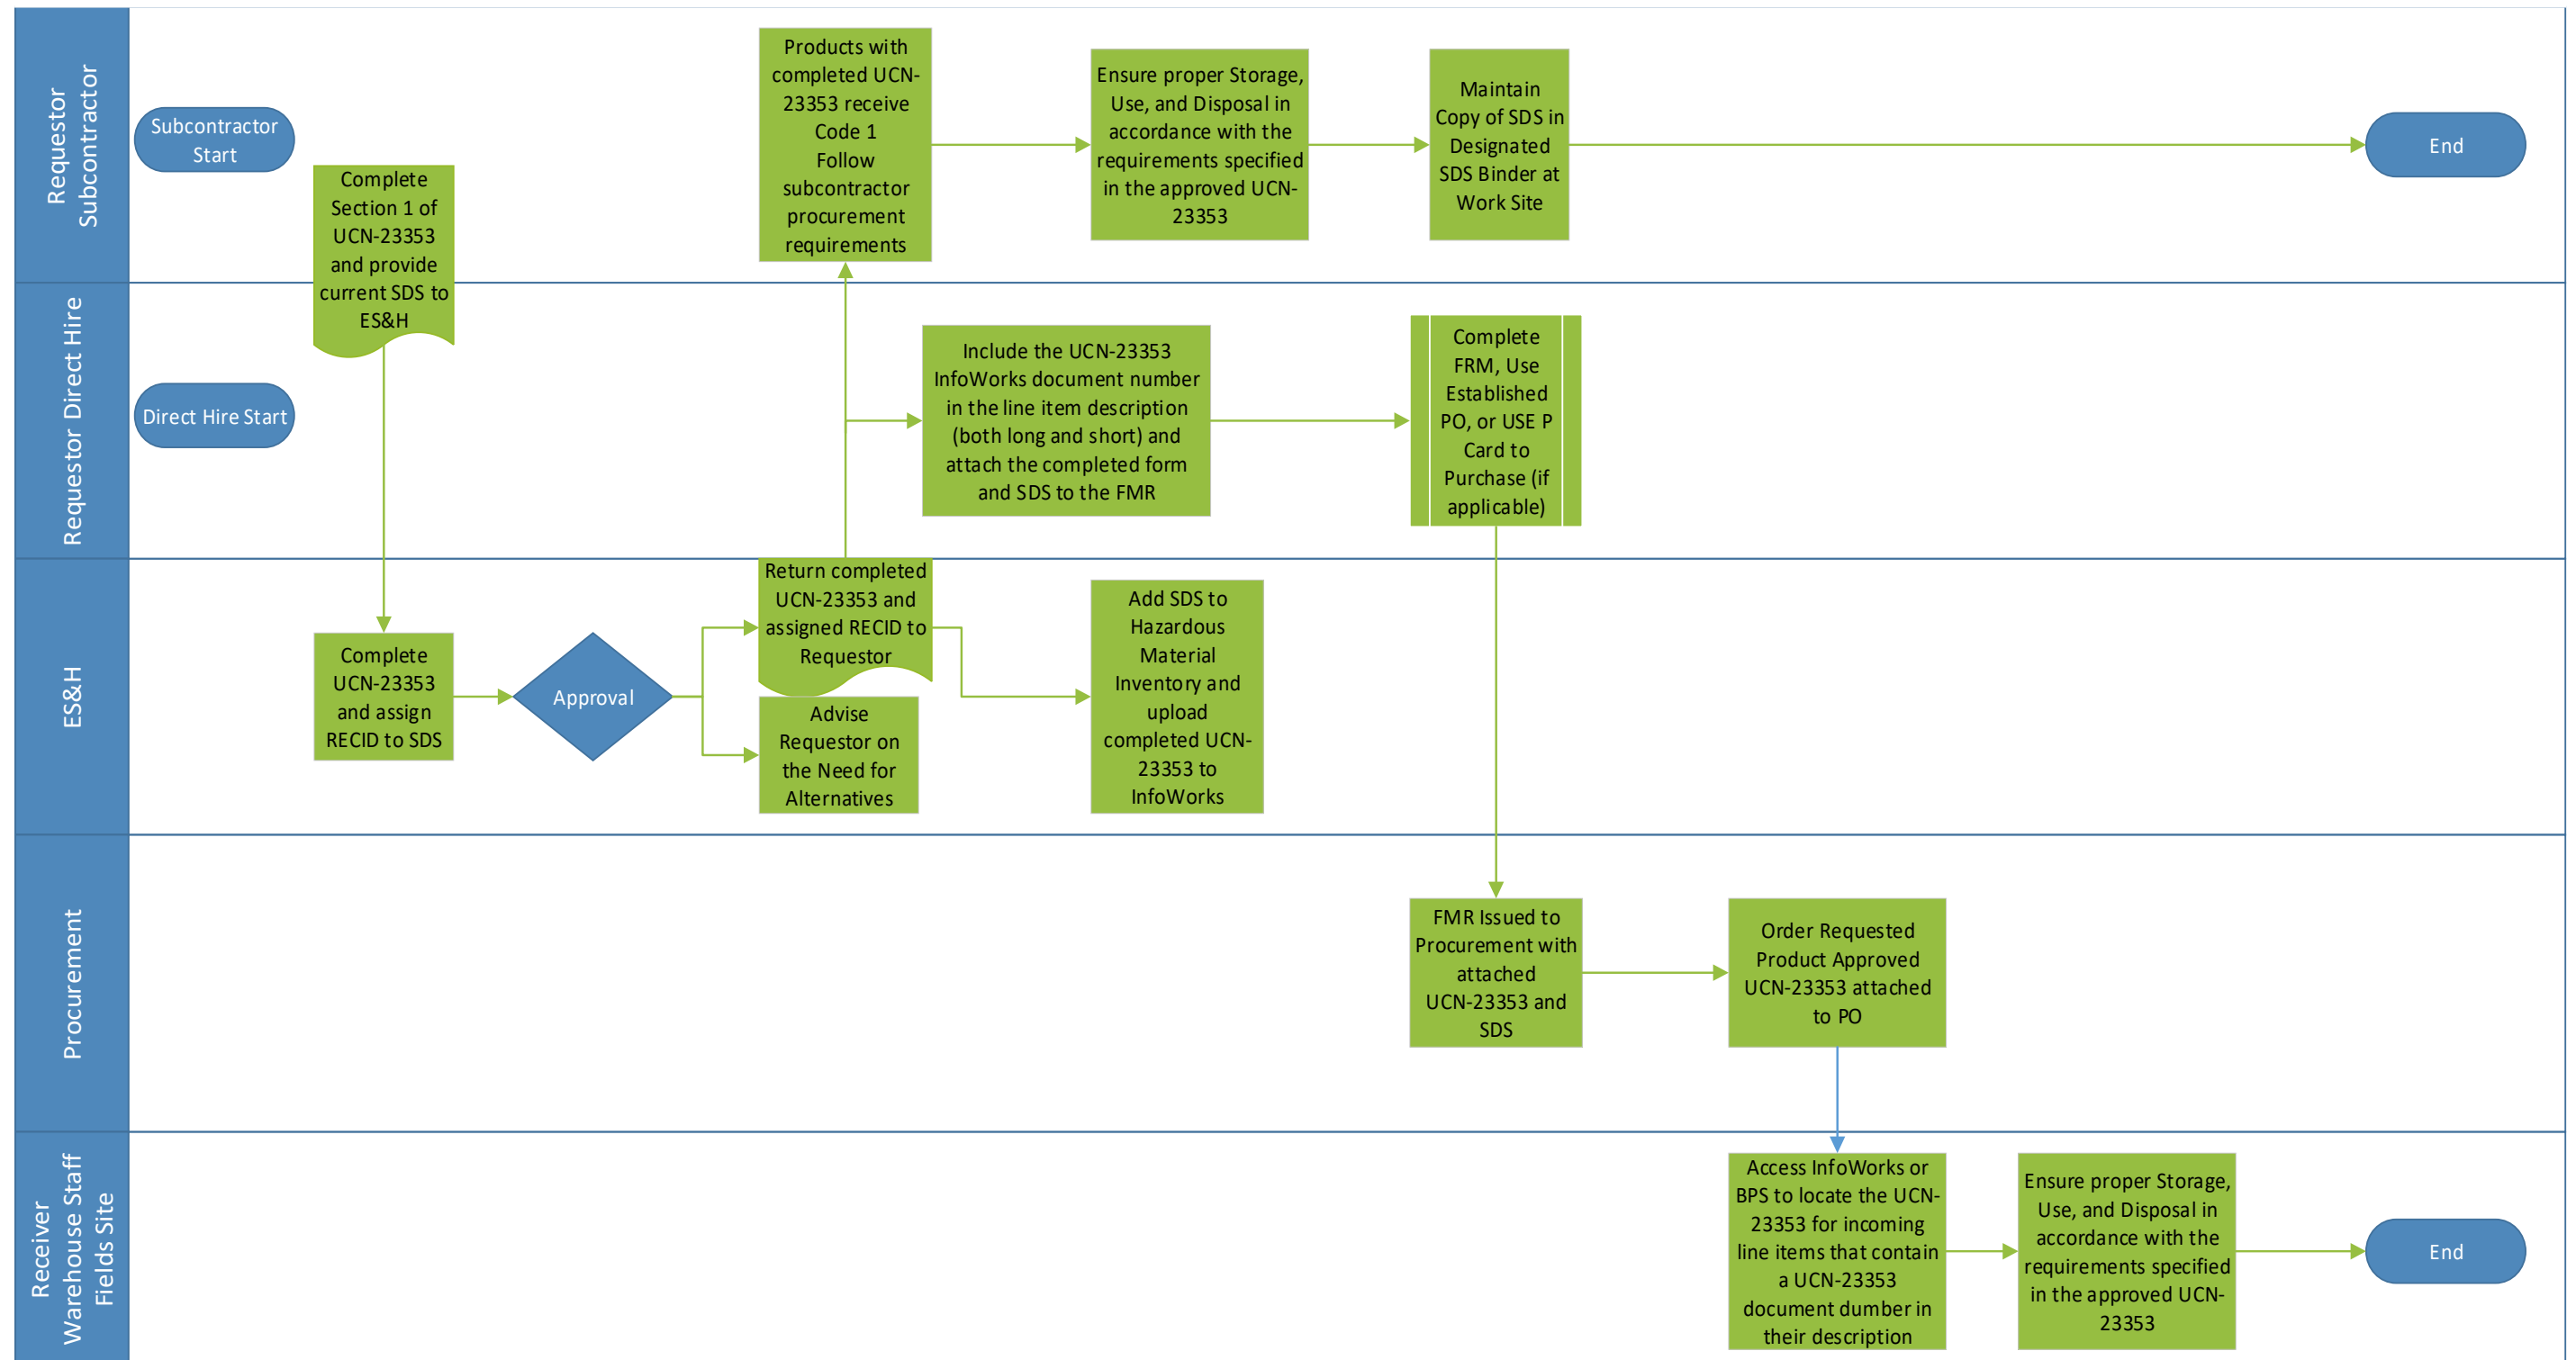 Requestor
Subcontractor
Subcontractor
Start
Complete
Section 1 of
UCN-23353
and provide
current SDS to
ES&H
Products with
completed UCN-
23353 receive
Code 1
Follow
subcontractor
procurement
requirements
Ensure proper Storage,
Use, and Disposal in
accordance with the
requirements specified
in the approved UCN-
23353
Maintain
Copy of SDS in
Designated
SDS Binder at
Work Site
End
Requestor Direct Hire
Direct Hire Start
Include the UCN-23353
InfoWorks document number
in the line item description
(both long and short) and
attach the completed form
and SDS to the FMR
Complete
FRM, Use
Established
PO, or USE P
Card to
Purchase (if
applicable)
ES&H
Complete
UCN-23353
and assign
RECID to SDS
Approval
Return completed
UCN-23353 and
assigned RECID to
Requestor
Advise
Requestor on
the Need for
Alternatives
Add SDS to
Hazardous
Material
Inventory and
upload
completed UCN-
23353 to
InfoWorks
Procurement
FMR Issued to
Procurement with
attached
UCN-23353 and
SDS
Order Requested
Product Approved
UCN-23353 attached
to PO
Receiver
Warehouse Staff
Fields Site
Access InfoWorks or
BPS to locate the UCN-
23353 for incoming
line items that contain
a UCN-23353
document dumber in
their description
Ensure proper Storage,
Use, and Disposal in
accordance with the
requirements specified
in the approved UCN-
23353
End